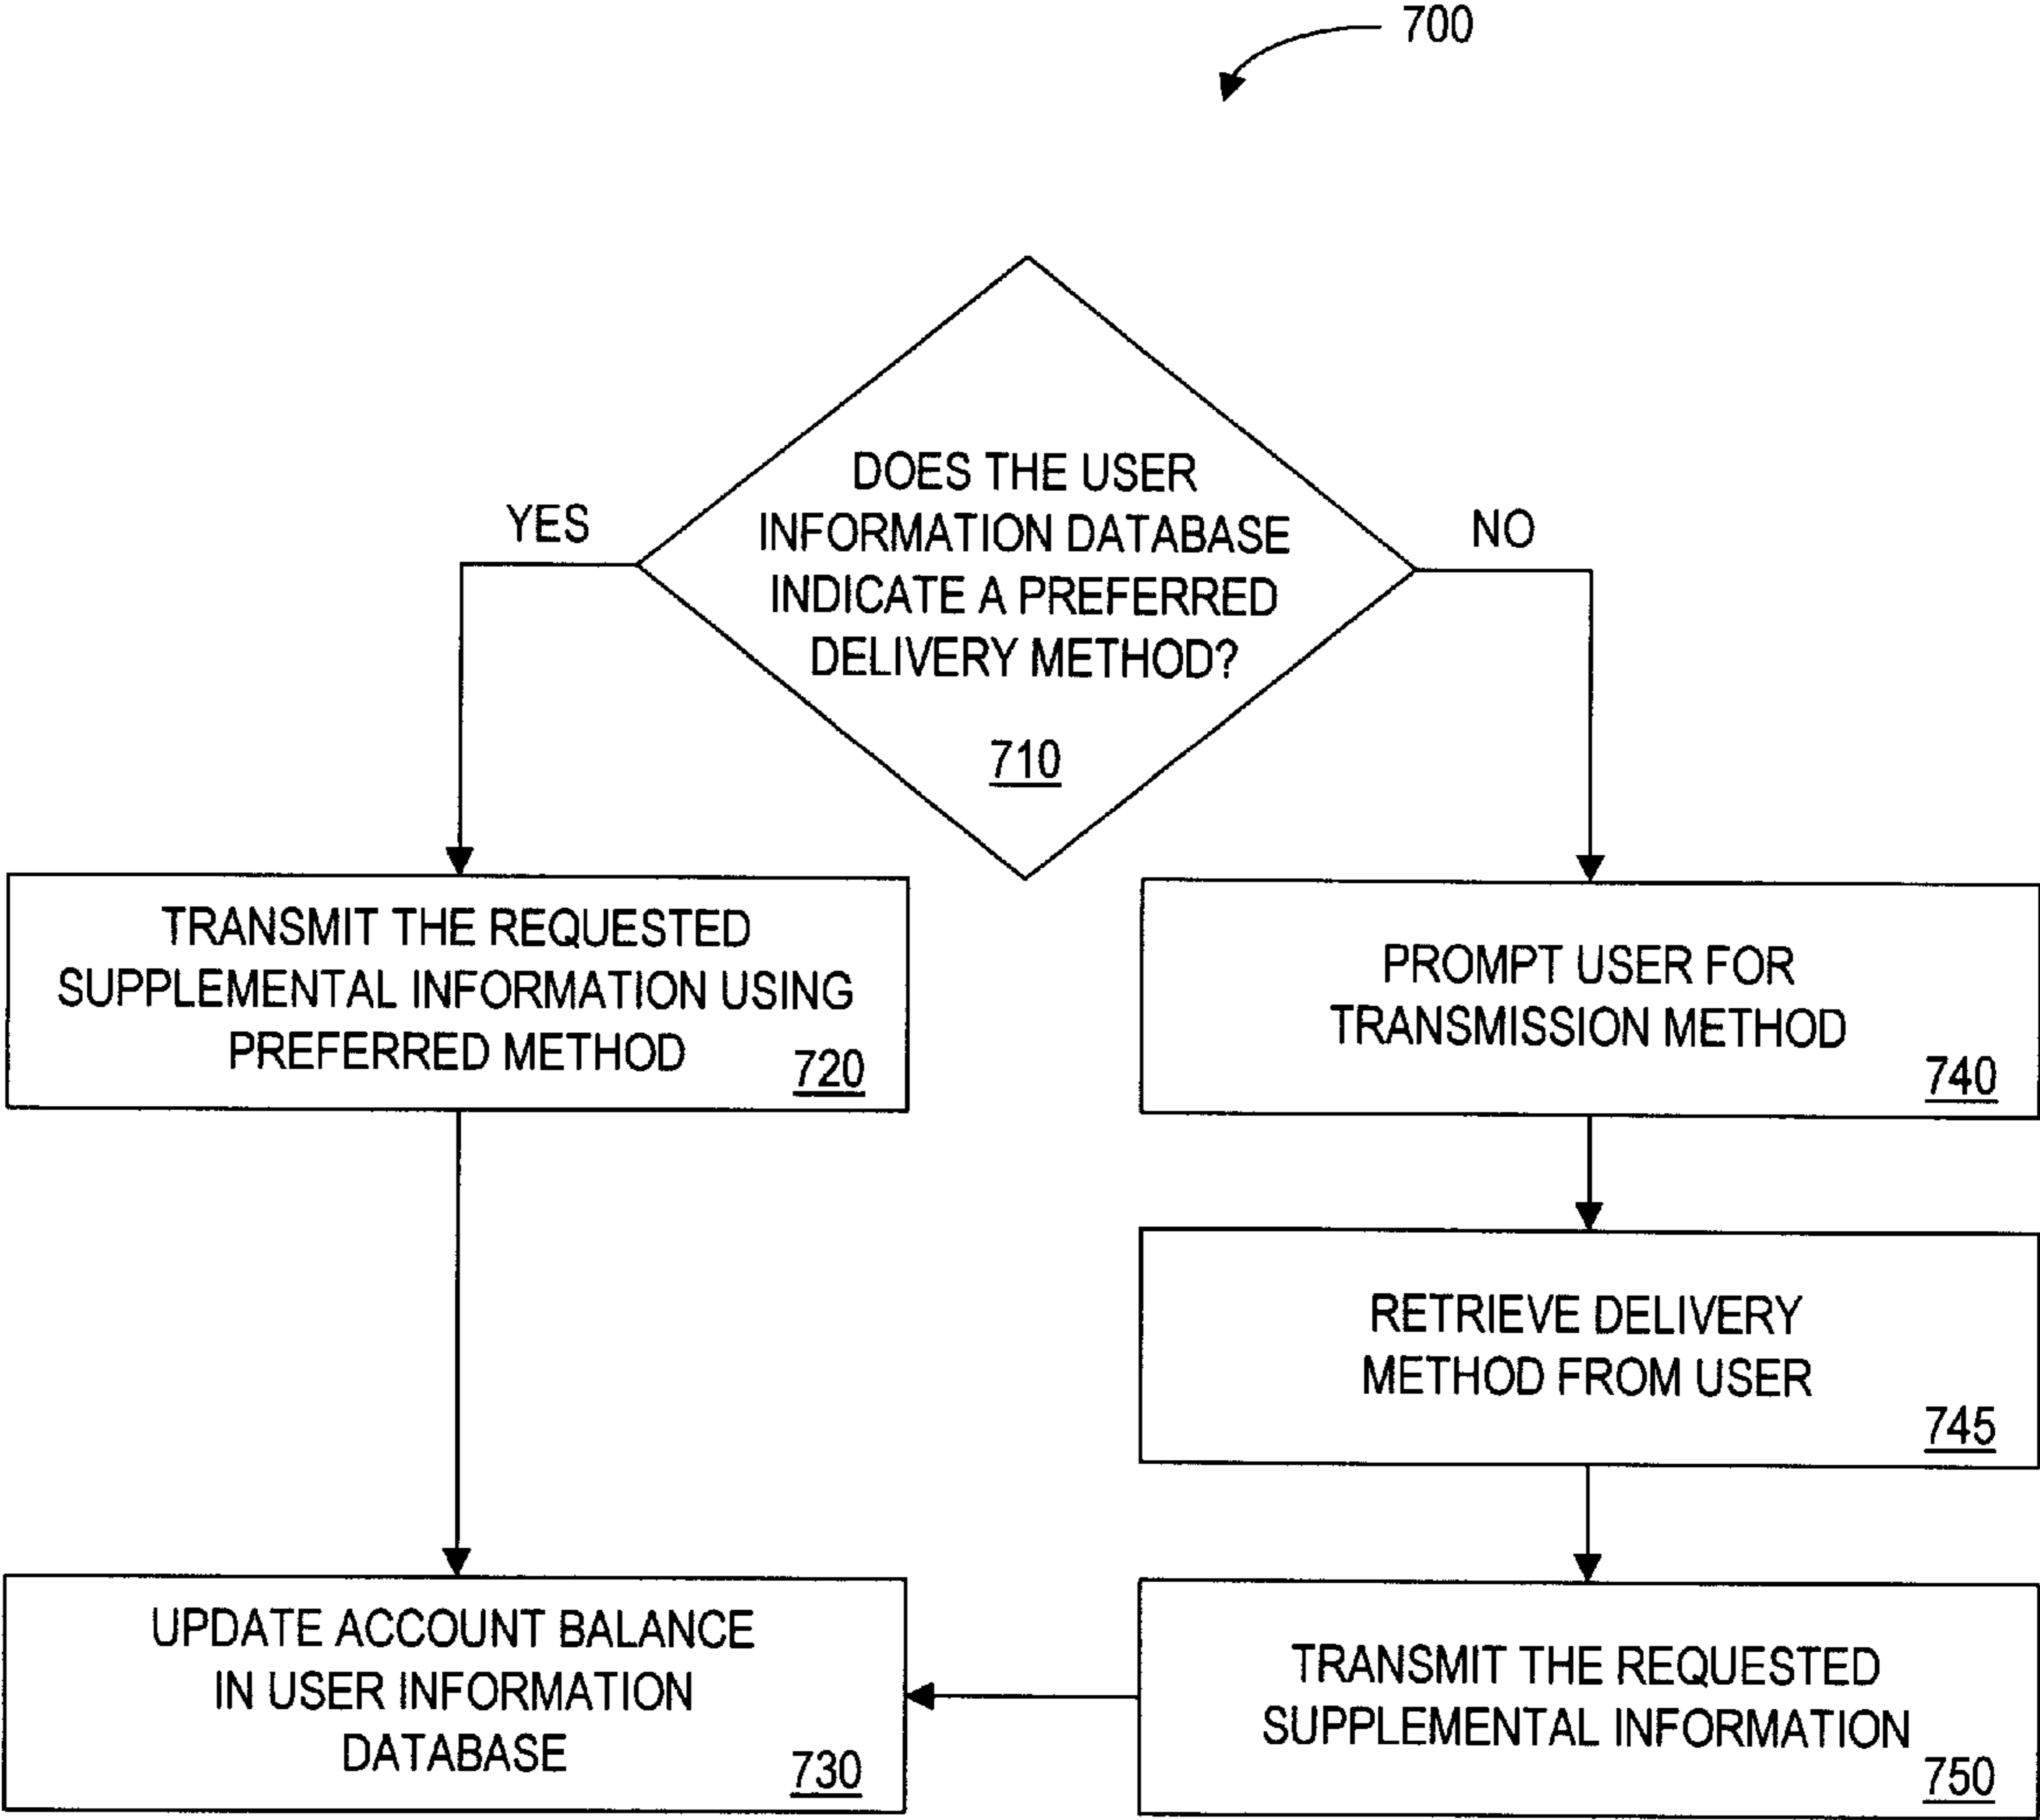 700
DOES THE USER
INFORMATION DATABASE
INDICATE A PREFERRED
DELIVERY METHOD?
710
YES
NO
TRANSMIT THE REQUESTED
SUPPLEMENTAL INFORMATION USING
PREFERRED METHOD
720
PROMPT USER FOR
TRANSMISSION METHOD
740
RETRIEVE DELIVERY
METHOD FROM USER
745
UPDATE ACCOUNT BALANCE
IN USER INFORMATION
DATABASE
730
TRANSMIT THE REQUESTED
SUPPLEMENTAL INFORMATION
750